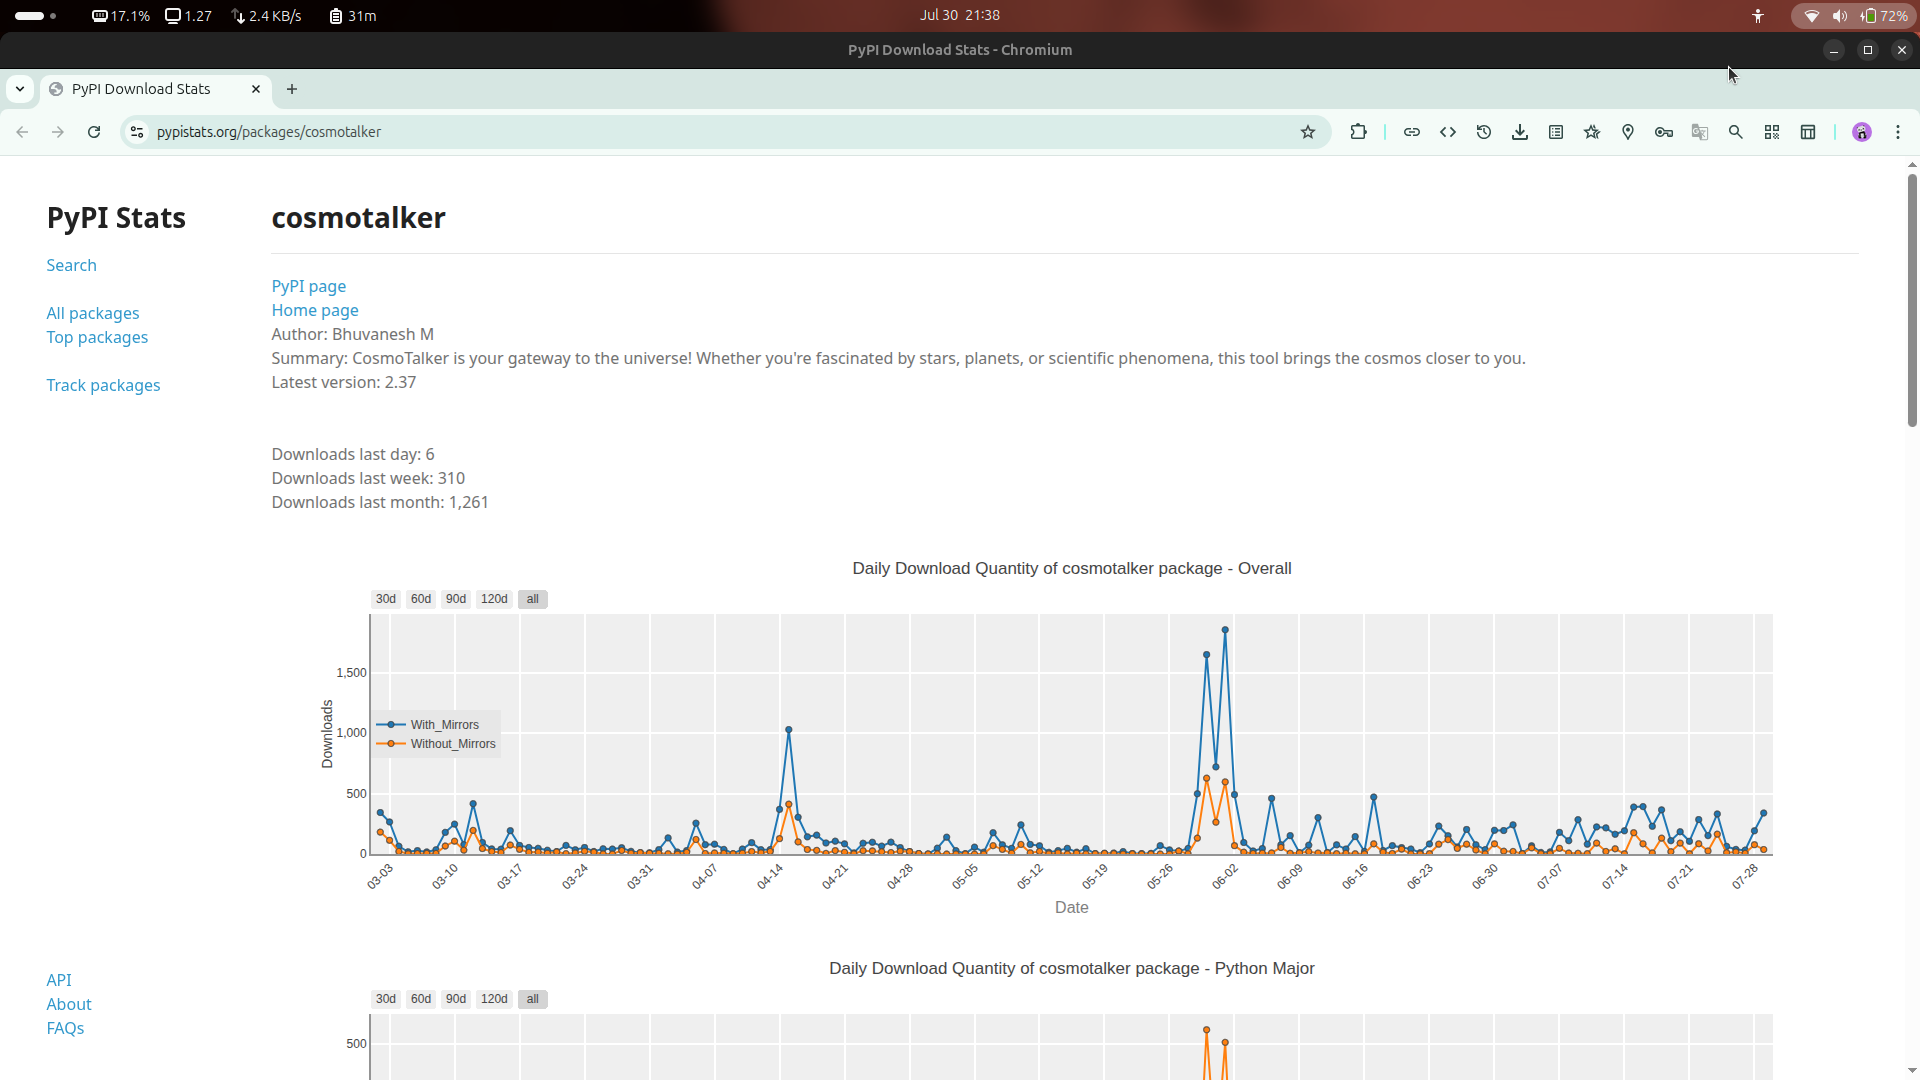 17.1% 1.27 2.4 KB/s 31m Jul 30 21:38 72%
PyPI Download Stats - Chromium
PyPI Download Stats
pypistats.org/packages/cosmotalker
PyPI Stats
Search
All packages
Top packages
Track packages
API
About
FAQs
cosmotalker
PyPI page
Home page
Author: Bhuvanesh M
Summary: CosmoTalker is your gateway to the universe! Whether you're fascinated by stars, planets, or scientific phenomena, this tool brings the cosmos closer to you.
Latest version: 2.37
Downloads last day: 6
Downloads last week: 310
Downloads last month: 1,261
Daily Download Quantity of cosmotalker package - Overall
30d 60d 90d 120d all
1,500
1,000
500
0
Downloads
With_Mirrors
Without_Mirrors
03-03 03-10 03-17 03-24 03-31 04-07 04-14 04-21 04-28 05-05 05-12 05-19 05-26 06-02 06-09 06-16 06-23 06-30 07-07 07-14 07-21 07-28
Date
Daily Download Quantity of cosmotalker package - Python Major
30d 60d 90d 120d all
500